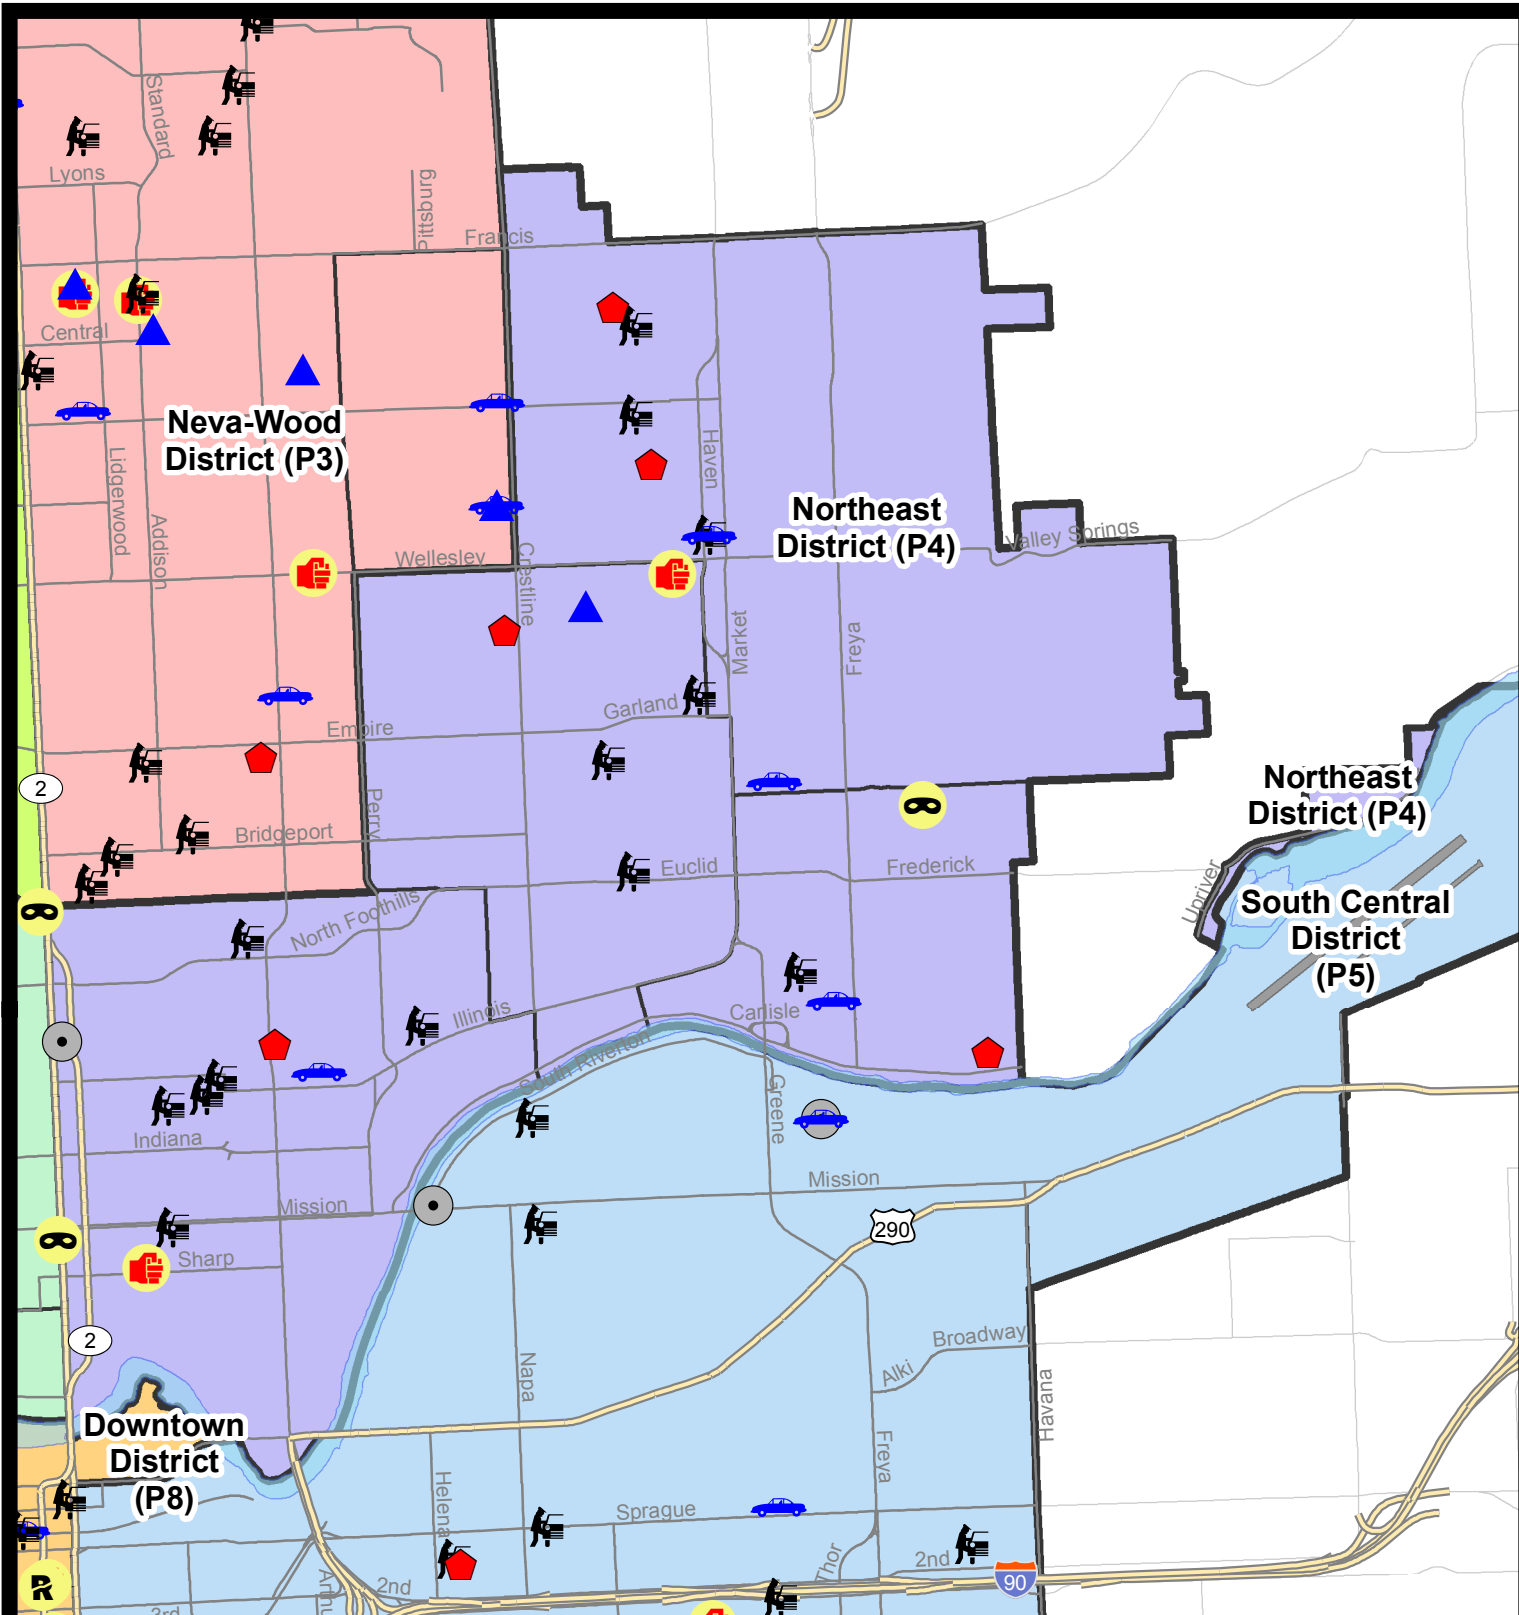 Standard
Lyons
Pittsburg
Francis
Central
Neva-Wood
District (P3)
Lidgerwood
Addison
Haven
Northeast
District (P4)
Valley Springs
Wellesley
Crestline
Market
Freya
Garland
Empire
2
Perry
Bridgeport
Euclid
Frederick
Northeast
District (P4)
Upriver
South Central
District
(P5)
North Foothills
Illinois
Carlisle
South Riverton
Greene
Indiana
Mission
Mission
290
Sharp
2
Broadway
Alki
Napa
Havana
Downtown
District
(P8)
Freya
Helena
Sprague
Thor
2nd
90
2nd
R
3rd